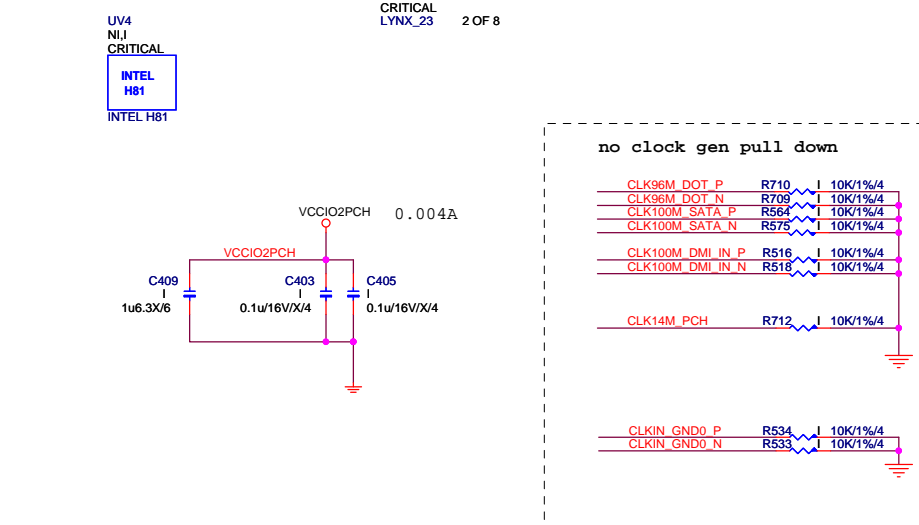 CRITICAL
LYNX_23 2 OF 8
UV4
NI,I
CRITICAL
INTEL
H81
INTEL H81
no clock gen pull down
CLK96M_DOT_P R710 I 10K/1%/4
CLK96M_DOT_N R709 I 10K/1%/4
CLK100M_SATA_P R564 I 10K/1%/4
CLK100M_SATA_N R575 I 10K/1%/4
CLK100M_DMI_IN_P R516 I 10K/1%/4
CLK100M_DMI_IN_N R518 I 10K/1%/4
CLK14M_PCH R712 I 10K/1%/4
CLKIN_GND0_P R534 I 10K/1%/4
CLKIN_GND0_N R533 I 10K/1%/4
VCCIO2PCH 0.004A
VCCIO2PCH
C409 C403 C405
I I I
1u6.3X/6 0.1u/16V/X/4 0.1u/16V/X/4